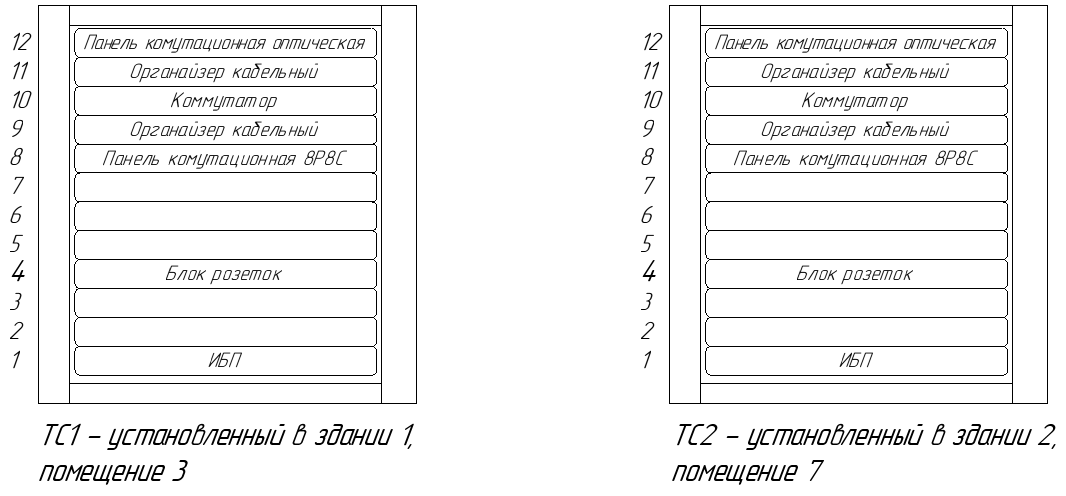 12 Панель комутационная оптическая
11 Органайзер кабельный
10 Коммутатор
9 Органайзер кабельный
8 Панель комутационная 8P8C
7
6
5
4 Блок розеток
3
2
1 ИБП
ТС1 – установленный в здании 1,
помещение 3
12 Панель комутационная оптическая
11 Органайзер кабельный
10 Коммутатор
9 Органайзер кабельный
8 Панель комутационная 8P8C
7
6
5
4 Блок розеток
3
2
1 ИБП
ТС2 – установленный в здании 2,
помещение 7